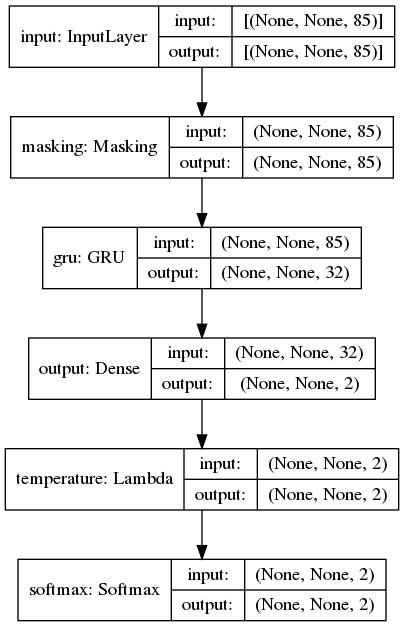 input: InputLayer
input: [(None, None, 85)]
output: [(None, None, 85)]
masking: Masking
input: (None, None, 85)
output: (None, None, 85)
gru: GRU
input: (None, None, 85)
output: (None, None, 32)
output: Dense
input: (None, None, 32)
output: (None, None, 2)
temperature: Lambda
input: (None, None, 2)
output: (None, None, 2)
softmax: Softmax
input: (None, None, 2)
output: (None, None, 2)